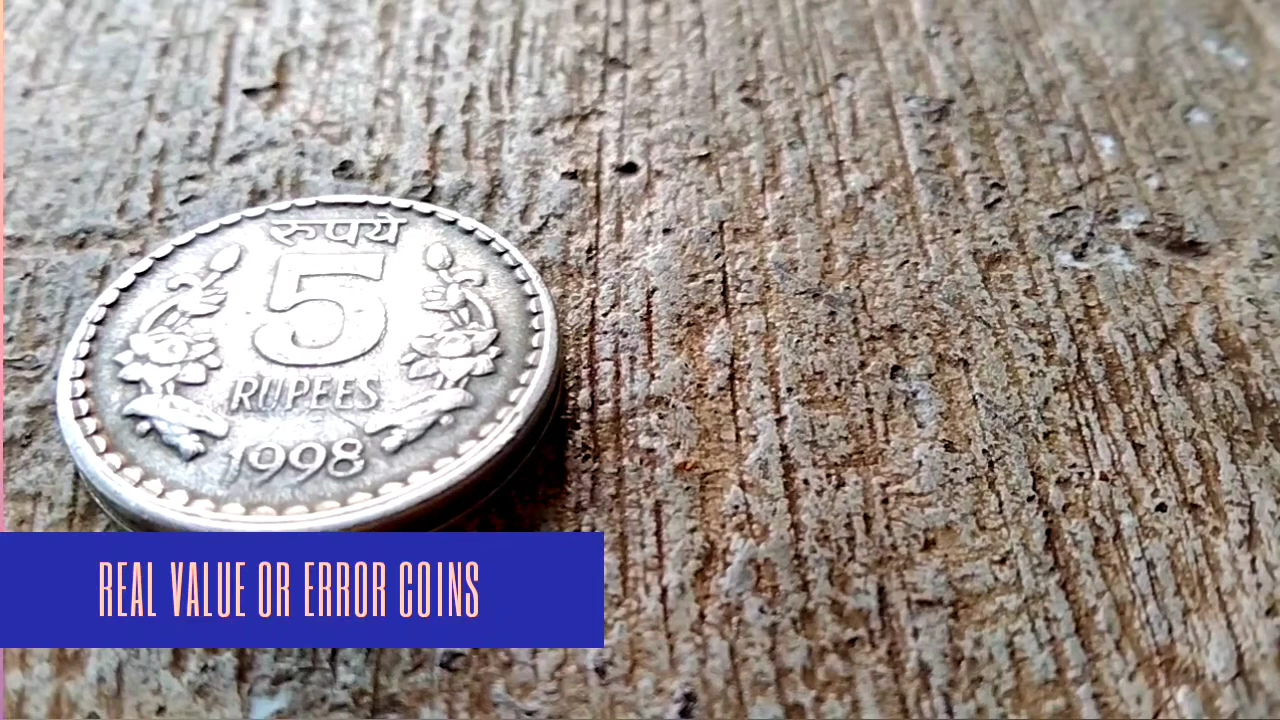 रुपये
5
RUPEES
1998
REAL VALUE OR ERROR COINS